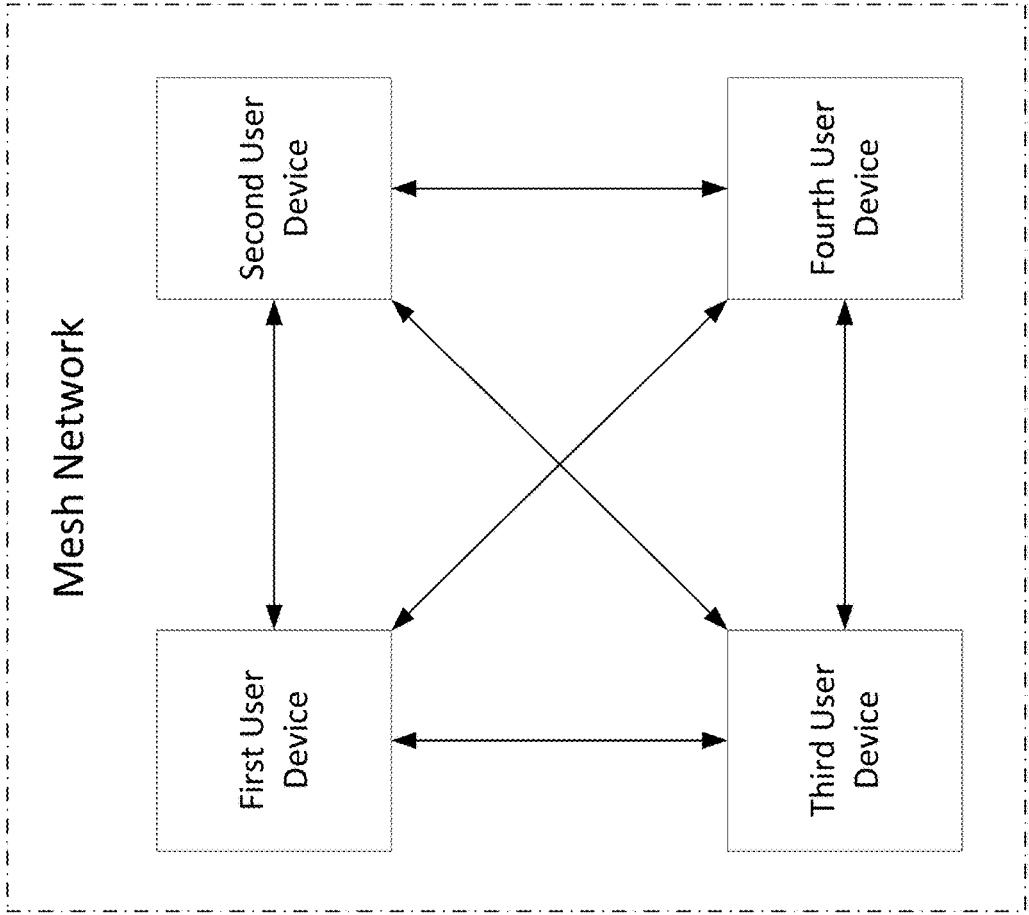 Mesh Network
First User
Device
Second User
Device
Third User
Device
Fourth User
Device